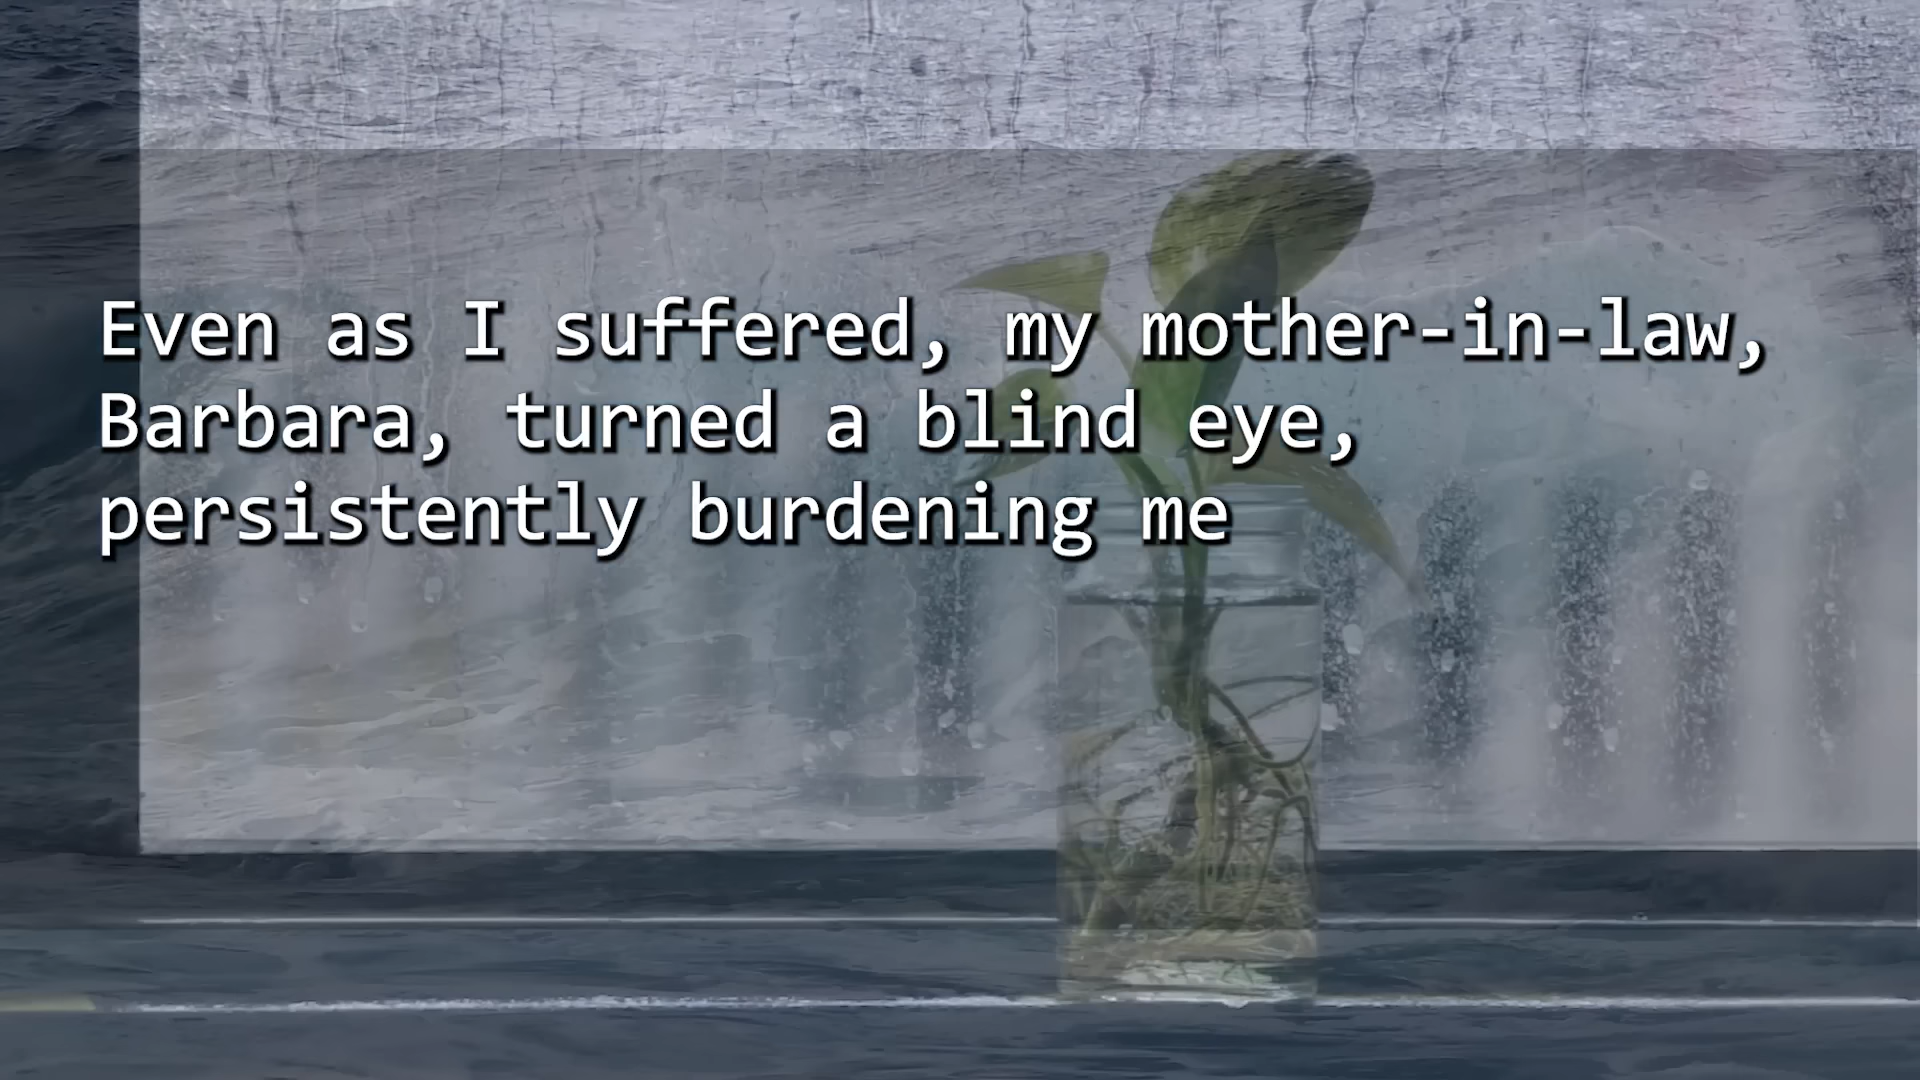 Even as I suffered, my mother-in-law,
Barbara, turned a blind eye,
persistently burdening me